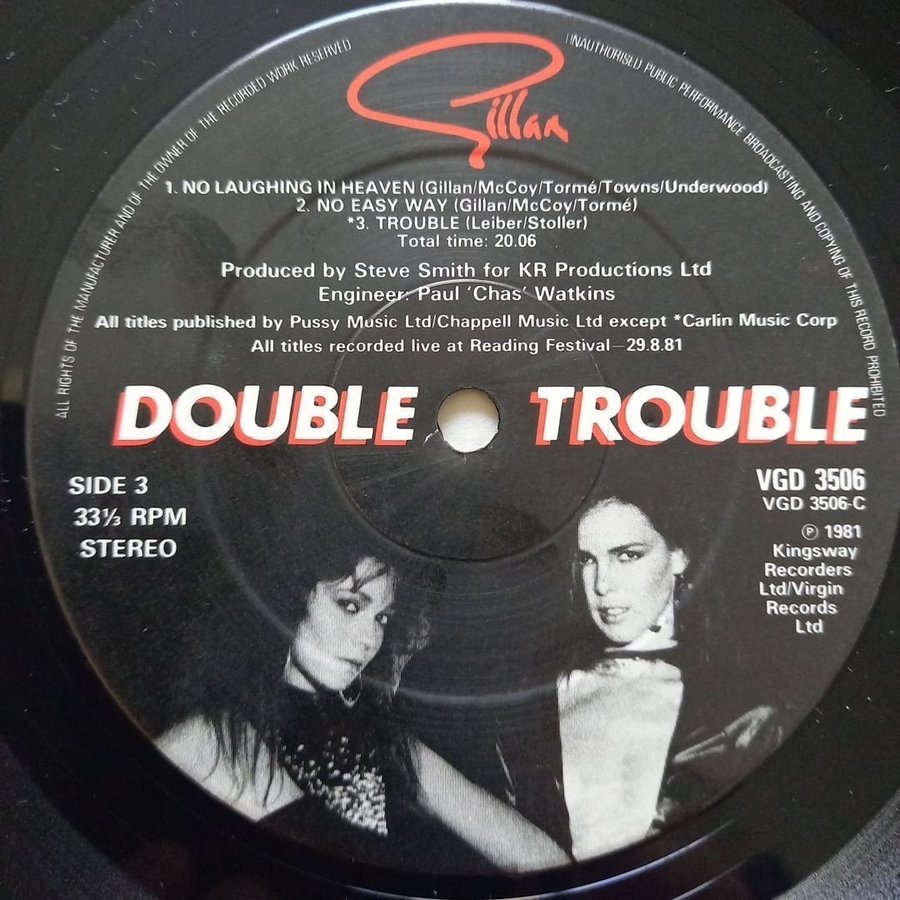 ALL RIGHTS OF THE MANUFACTURER AND OF THE OWNER OF THE RECORDED WORK RESERVED
UNAUTHORISED PUBLIC PERFORMANCE BROADCASTING AND COPYING OF THIS RECORD PROHIBITED
Gillan
1. NO LAUGHING IN HEAVEN (Gillan/McCoy/Tormé/Towns/Underwood)
2. NO EASY WAY (Gillan/McCoy/Tormé)
*3. TROUBLE (Leiber/Stoller)
Total time: 20.06
Produced by Steve Smith for KR Productions Ltd
Engineer: Paul 'Chas' Watkins
All titles published by Pussy Music Ltd/Chappell Music Ltd except *Carlin Music Corp
All titles recorded live at Reading Festival–29.8.81
DOUBLE TROUBLE
SIDE 3
33⅓ RPM
STEREO
VGD 3506
VGD 3506-C
℗ 1981
Kingsway
Recorders
Ltd/Virgin
Records
Ltd